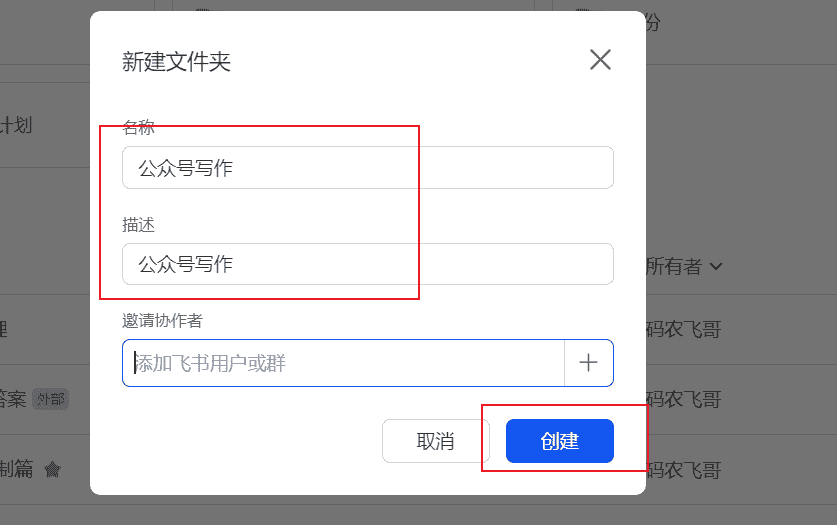 份
新建文件夹
计划
名称
公众号写作
描述
公众号写作
所有者
邀请协作者
码农飞哥
添加飞书用户或群
答案 外部
码农飞哥
取消
创建
制篇
码农飞哥